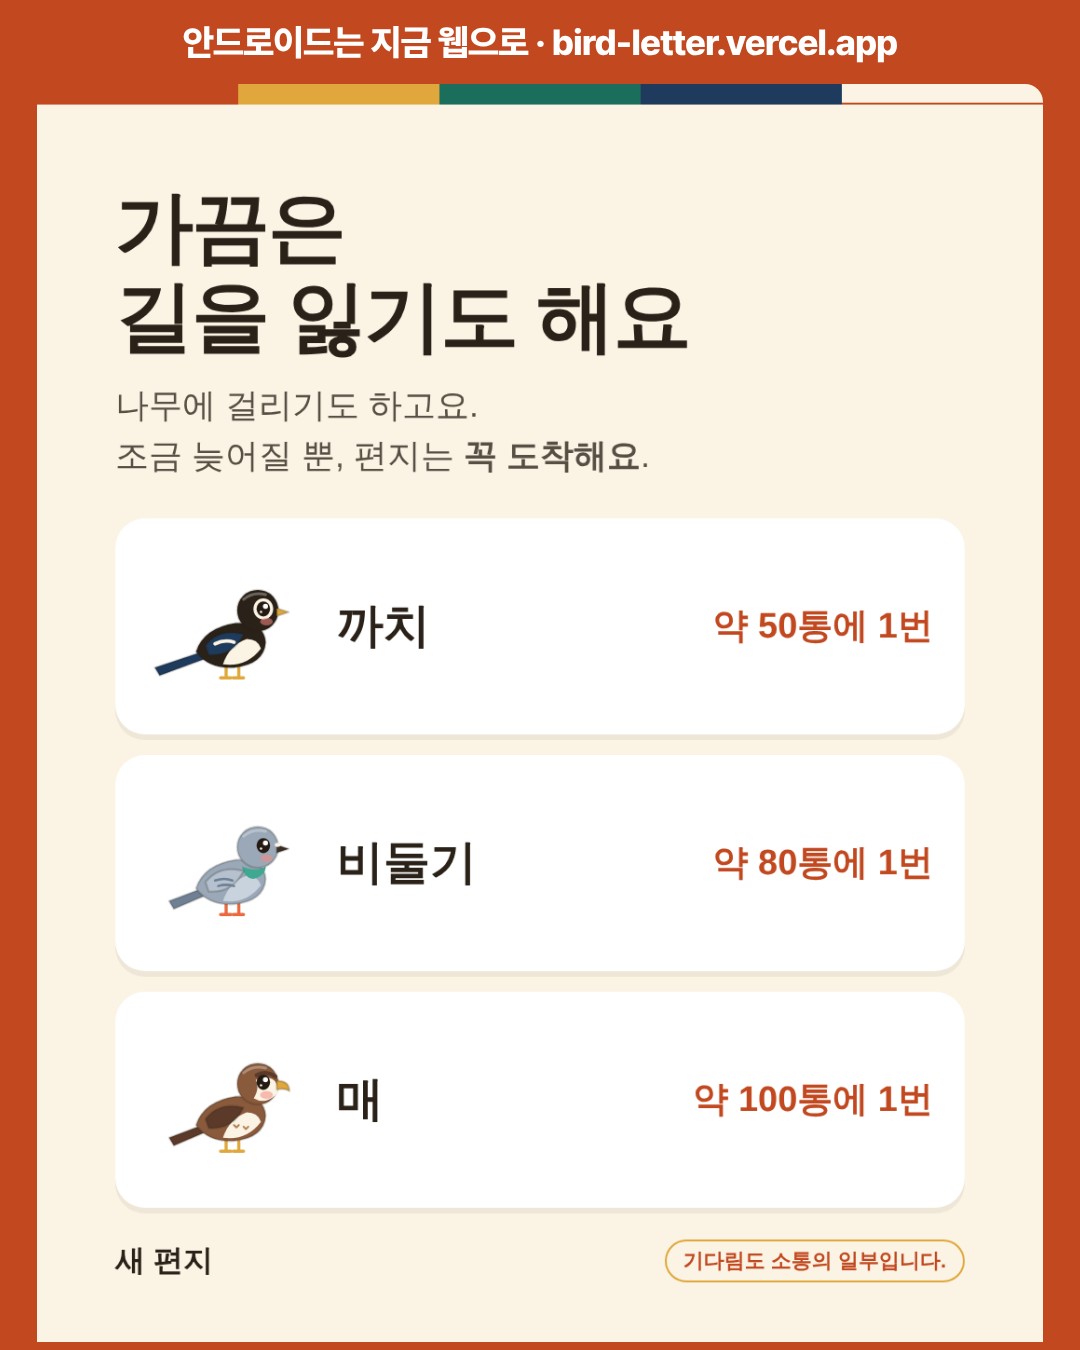 안드로이드는 지금 웹으로 · bird-letter.vercel.app
가끔은
길을 잃기도 해요
나무에 걸리기도 하고요.
조금 늦어질 뿐, 편지는 꼭 도착해요.
까치
약 50통에 1번
비둘기
약 80통에 1번
매
약 100통에 1번
새 편지
기다림도 소통의 일부입니다.